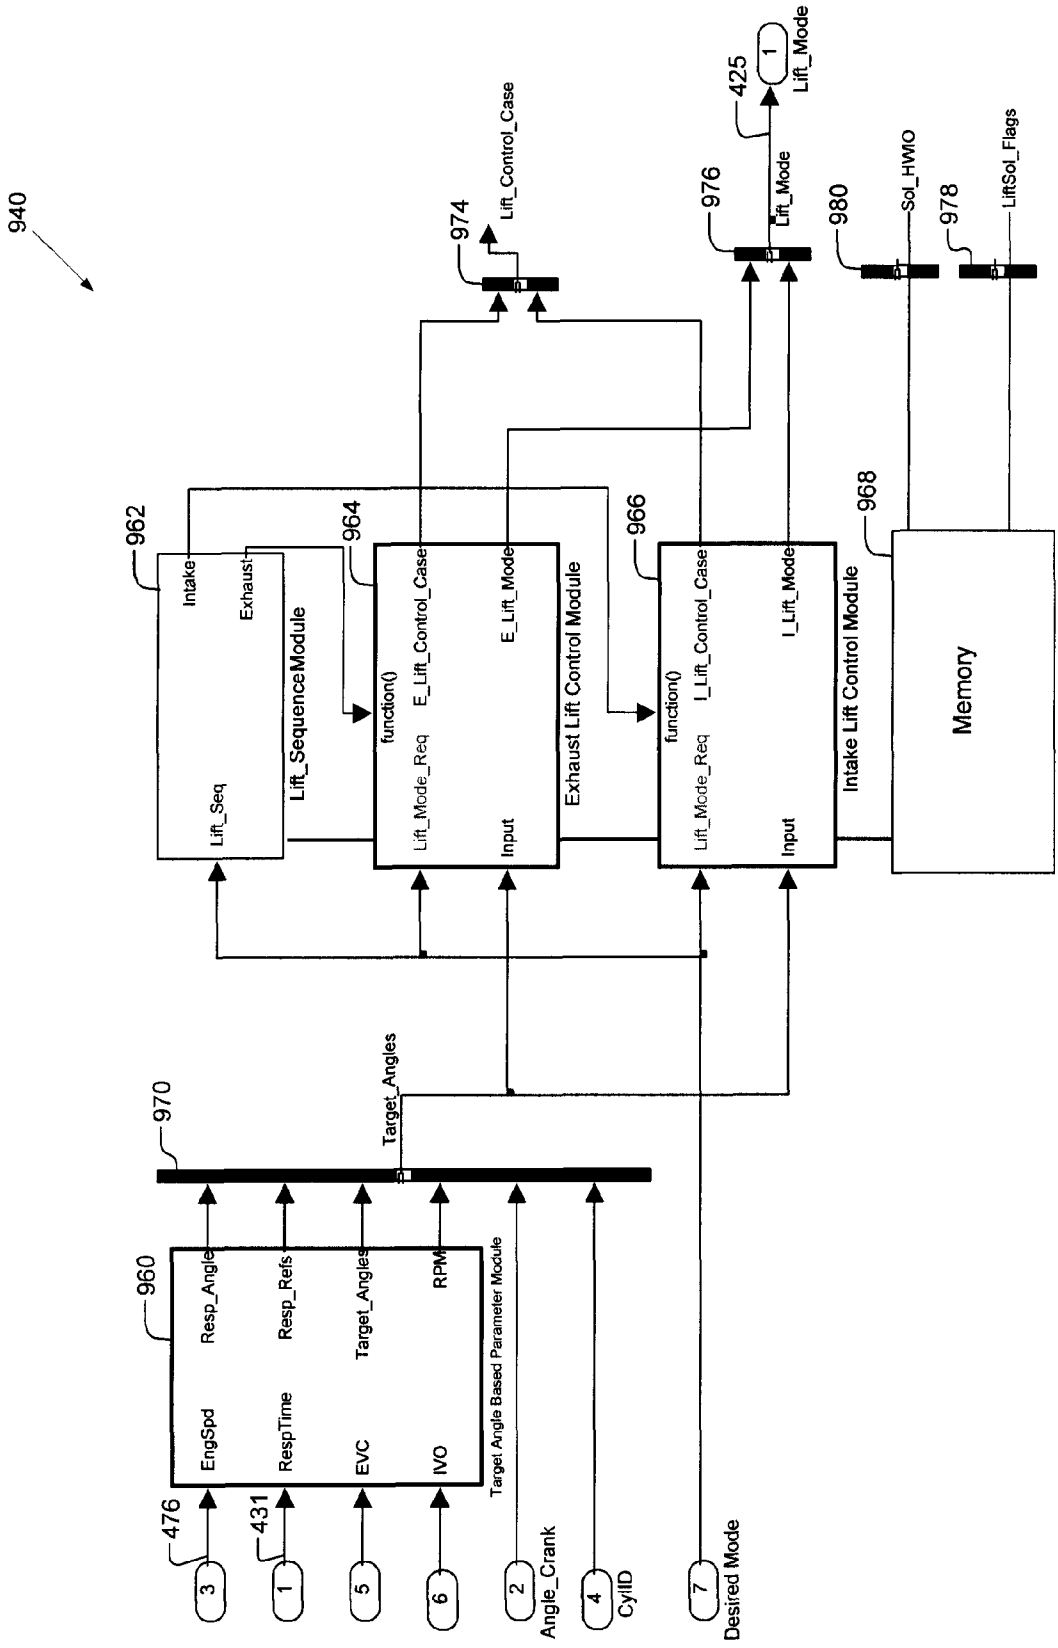 940
476
3
431
1
5
6
2
Angle_Crank
4
CylID
7
Desired Mode
960
EngSpd
Resp_Angle
RespTime
Resp_Refs
EVC
Target_Angles
IVO
RPM
Target Angle Based Parameter Module
970
Target_Angles
962
Lift_Seq
Intake
Exhaust
Lift_SequenceModule
964
function()
Lift_Mode_Req
E_Lift_Control_Case
Input
E_Lift_Mode
Exhaust Lift Control Module
966
function()
Lift_Mode_Req
I_Lift_Control_Case
Input
I_Lift_Mode
Intake Lift Control Module
968
Memory
974
Lift_Control_Case
976
Lift_Mode
425
1
Lift_Mode
980
Sol_HWIO
978
LiftSol_Flags